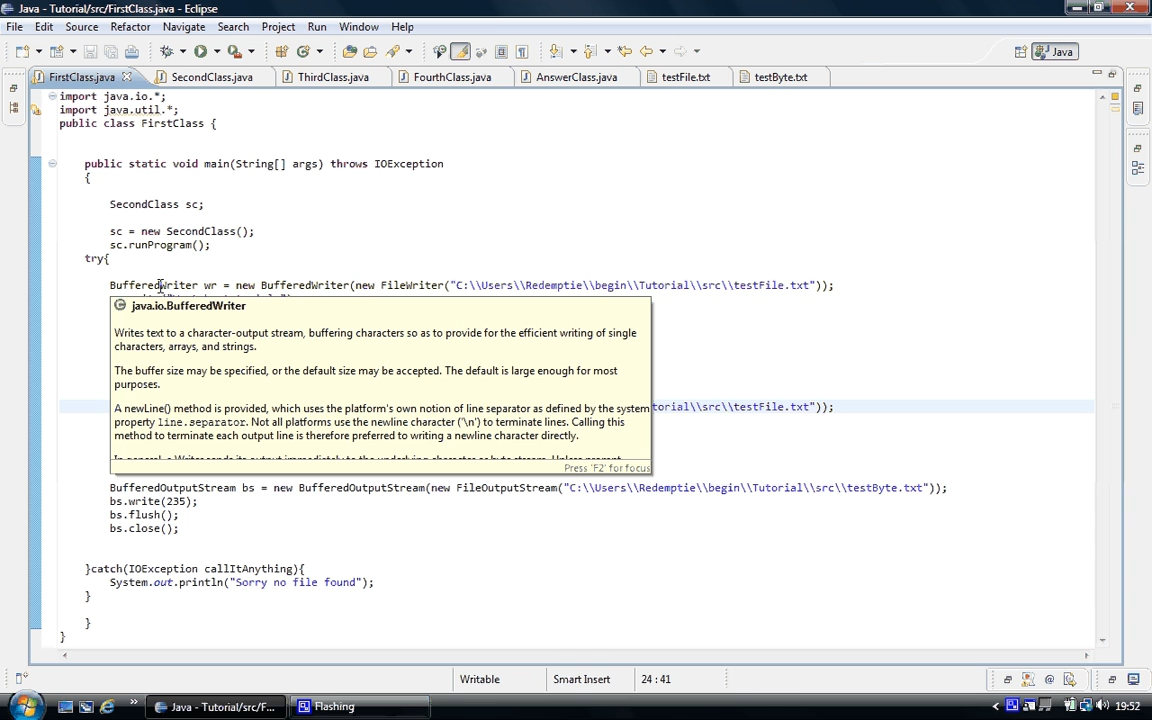 Java - Tutorial/src/FirstClass.java - Eclipse
File Edit Source Refactor Navigate Search Project Run Window Help
Java
FirstClass.java SecondClass.java ThirdClass.java FourthClass.java AnswerClass.java testFile.txt testByte.txt
import java.io.*;
import java.util.*;
public class FirstClass {
public static void main(String[] args) throws IOException
{
SecondClass sc;
sc = new SecondClass();
sc.runProgram();
try{
BufferedWriter wr = new BufferedWriter(new FileWriter("C:\\Users\\Redemptie\\begin\\Tutorial\\src\\testFile.txt"));
java.io.BufferedWriter
Writes text to a character-output stream, buffering characters so as to provide for the efficient writing of single
characters, arrays, and strings.
The buffer size may be specified, or the default size may be accepted. The default is large enough for most
purposes.
A newLine() method is provided, which uses the platform's own notion of line separator as defined by the system
property line.separator. Not all platforms use the newline character ('\n') to terminate lines. Calling this
method to terminate each output line is therefore preferred to writing a newline character directly.
Press 'F2' for focus
torial\\src\\testFile.txt"));
BufferedOutputStream bs = new BufferedOutputStream(new FileOutputStream("C:\\Users\\Redemptie\\begin\\Tutorial\\src\\testByte.txt"));
bs.write(235);
bs.flush();
bs.close();
}catch(IOException callItAnything){
System.out.println("Sorry no file found");
}
}
}
Writable Smart Insert 24 : 41
Java - Tutorial/src/F... Flashing 19:52